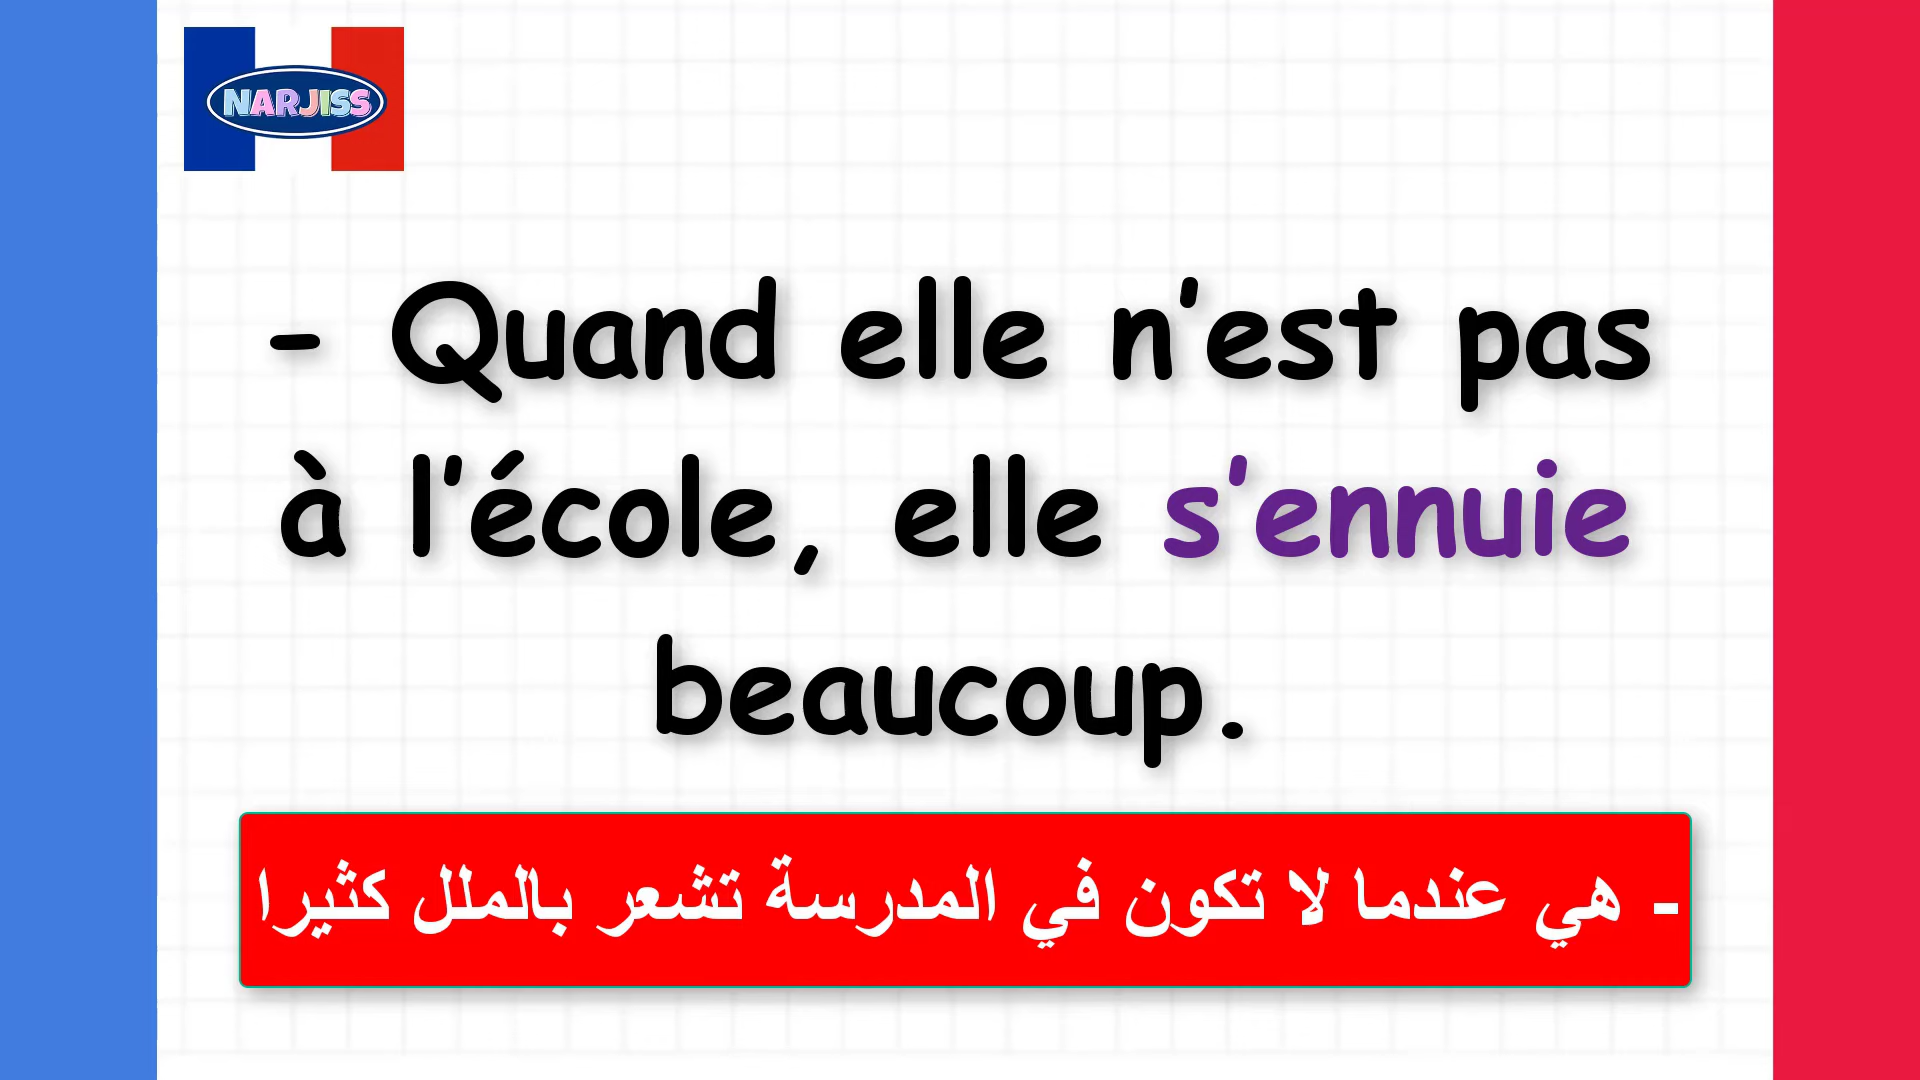 NARJISS
- Quand elle n’est pas
à l’école, elle s’ennuie
beaucoup.
- هي عندما لا تكون في المدرسة تشعر بالملل كثيرا